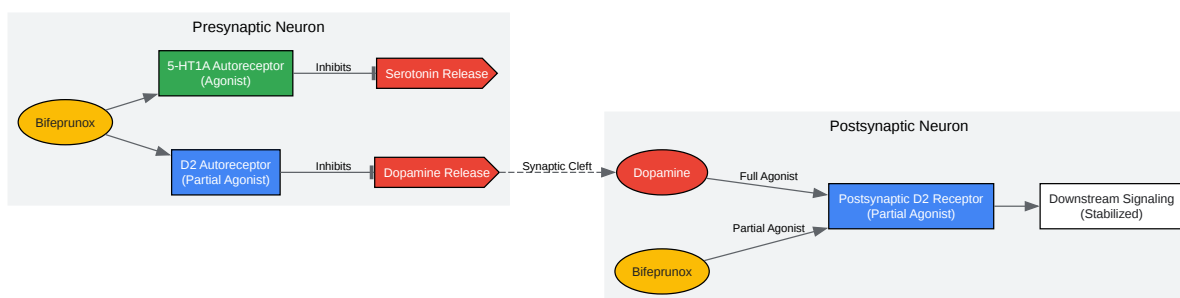 Presynaptic Neuron
5-HT1A Autoreceptor
(Agonist)
Inhibits
Serotonin Release
Bifeprunox
D2 Autoreceptor
(Partial Agonist)
Inhibits
Dopamine Release
Synaptic Cleft
Postsynaptic Neuron
Dopamine
Full Agonist
Postsynaptic D2 Receptor
(Partial Agonist)
Downstream Signaling
(Stabilized)
Partial Agonist
Bifeprunox